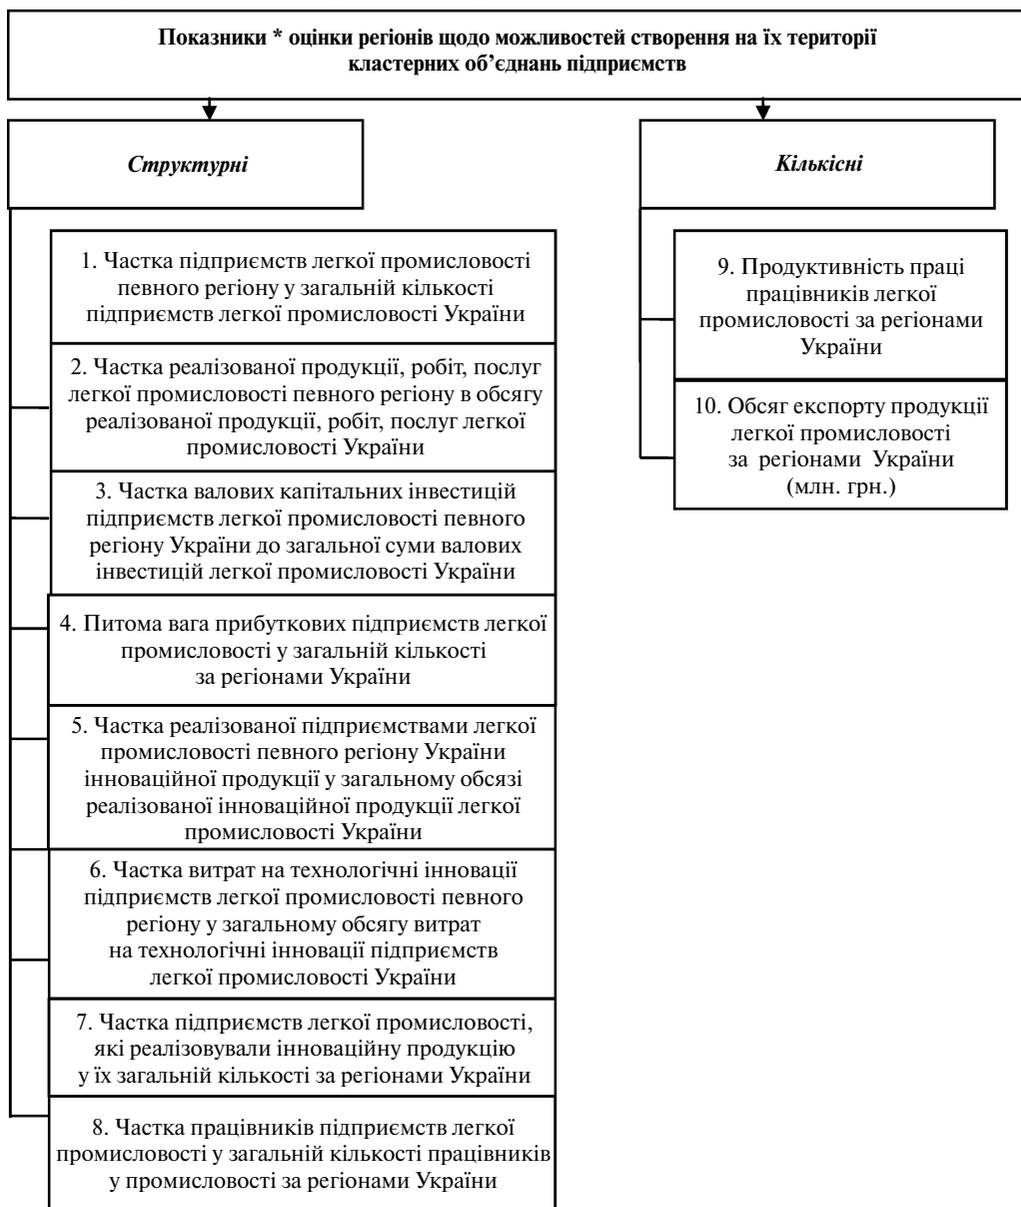 Показники * оцінки регіонів щодо можливостей створення на їх території
кластерних об’єднань підприємств
Структурні
Кількісні
1. Частка підприємств легкої промисловості
певного регіону у загальній кількості
підприємств легкої промисловості України
2. Частка реалізованої продукції, робіт, послуг
легкої промисловості певного регіону в обсягу
реалізованої продукції, робіт, послуг легкої
промисловості України
3. Частка валових капітальних інвестицій
підприємств легкої промисловості певного
регіону України до загальної суми валових
інвестицій легкої промисловості України
4. Питома вага прибуткових підприємств легкої
промисловості у загальній кількості
за регіонами України
5. Частка реалізованої підприємствами легкої
промисловості певного регіону України
інноваційної продукції у загальному обсязі
реалізованої інноваційної продукції легкої
промисловості України
6. Частка витрат на технологічні інновації
підприємств легкої промисловості певного
регіону у загальному обсягу витрат
на технологічні інновації підприємств
легкої промисловості України
7. Частка підприємств легкої промисловості,
які реалізовували інноваційну продукцію
у їх загальній кількості за регіонами України
8. Частка працівників підприємств легкої
промисловості у загальній кількості працівників
у промисловості за регіонами України
9. Продуктивність праці
працівників легкої
промисловості за регіонами
України
10. Обсяг експорту продукції
легкої промисловості
за регіонами України
(млн. грн.)